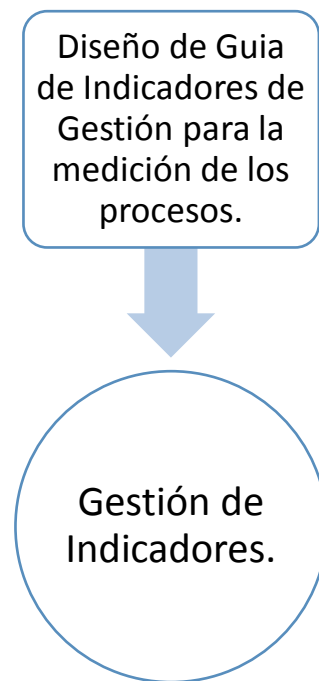 Diseño de Guia
de Indicadores de
Gestión para la
medición de los
procesos.
Gestión de
Indicadores.